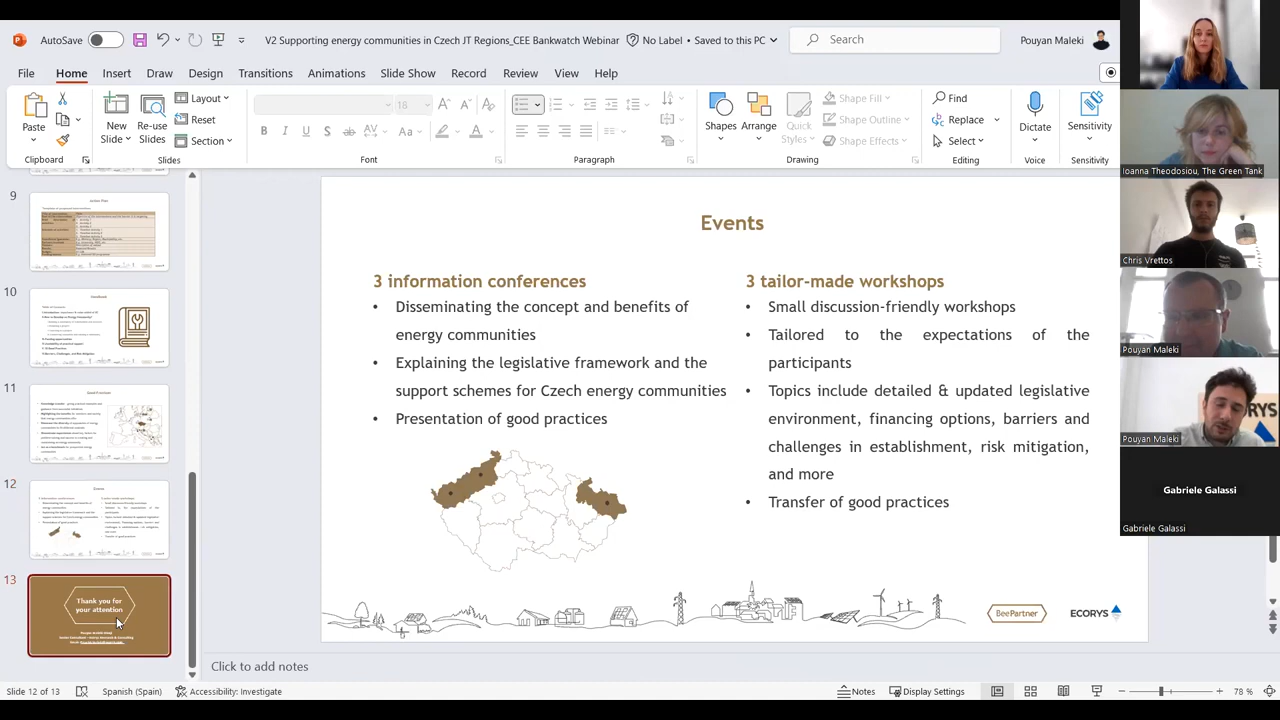 AutoSave
V2 Supporting energy communities in Czech JT Regions CEE Bankwatch Webinar
No Label
Saved to this PC
Search
Pouyan Maleki
File
Home
Insert
Draw
Design
Transitions
Animations
Slide Show
Record
Review
View
Help
Paste
Clipboard
New
Slide
Re-use
Slides
Layout
Reset
Section
Slides
18
Font
Paragraph
Shapes
Arrange
Quick
Styles
Shape Fill
Shape Outline
Shape Effects
Drawing
Find
Replace
Select
Editing
Dictate
Voice
Sensitivity
Sensitivity
9
10
11
12
13
Thank you for
your attention
Events
3 information conferences
• Disseminating the concept and benefits of
energy communities
• Explaining the legislative framework and the
support schemes for Czech energy communities
• Presentation of good practices
3 tailor-made workshops
• Small discussion-friendly workshops
• Tailored to the expectations of the
participants
• Topics include detailed & updated legislative
environment, financing options, barriers and
challenges in establishment, risk mitigation,
and more
• Transfer of good practices
BeePartner
ECORYS
Click to add notes
Slide 12 of 13
Spanish (Spain)
Accessibility: Investigate
Notes
Display Settings
78 %
Ioanna Theodosiou, The Green Tank
Chris Vrettos
Pouyan Maleki
Pouyan Maleki
Gabriele Galassi
Gabriele Galassi